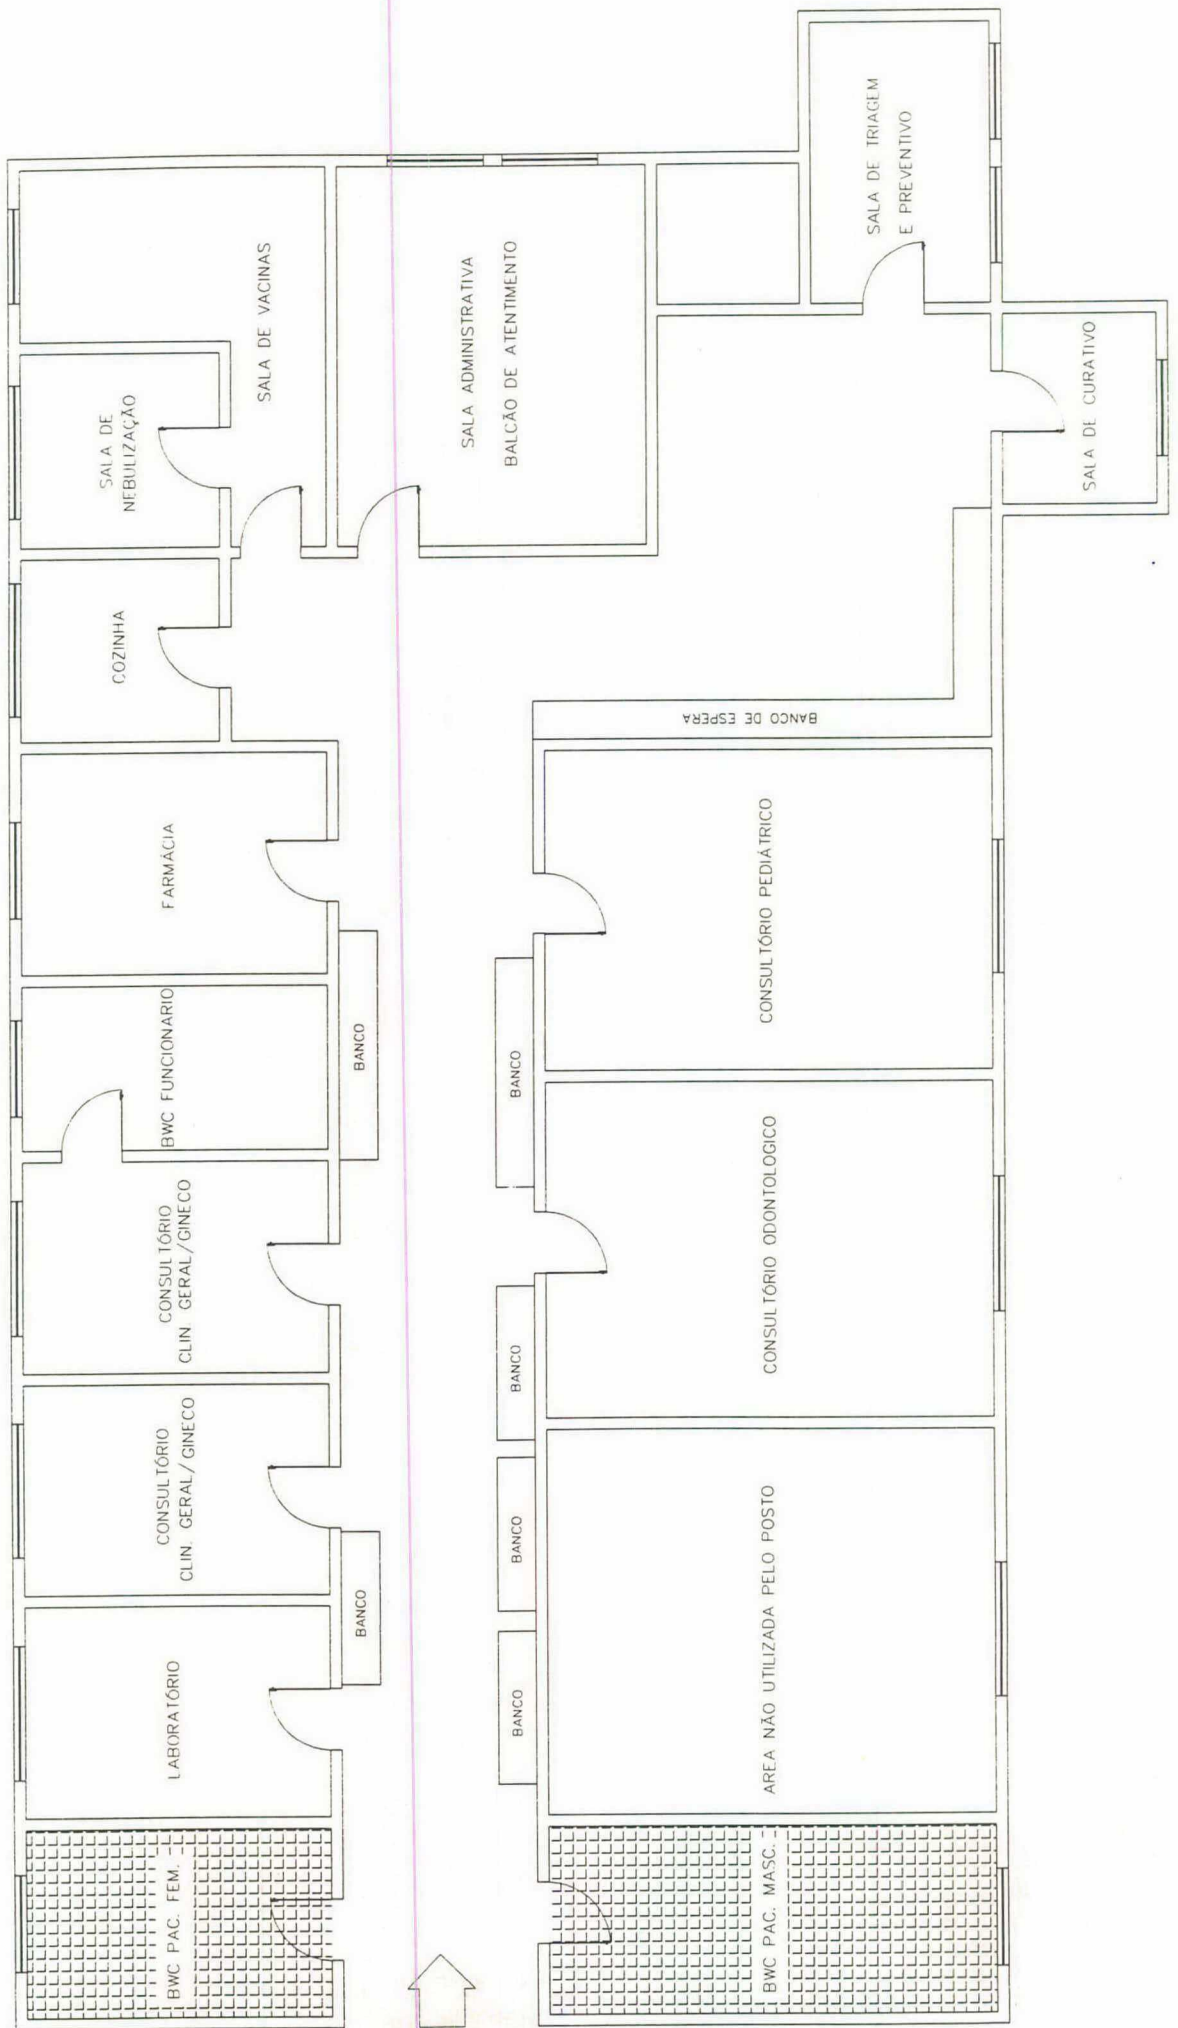 SALA DE TRIAGEM
E PREVENTIVO
SALA DE VACINAS
SALA ADMINISTRATIVA
BALCÃO DE ATENTIMENTO
SALA DE CURATIVO
SALA DE
NEBULIZAÇÃO
COZINHA
BANCO DE ESPERA
FARMÁCIA
CONSULTÓRIO PEDIÁTRICO
BWC FUNCIONARIO
BANCO
BANCO
CONSULTÓRIO
CLIN. GERAL/GINECO
CONSULTÓRIO ODONTOLOGICO
BANCO
CONSULTÓRIO
CLIN. GERAL/GINECO
BANCO
BANCO
AREA NÃO UTILIZADA PELO POSTO
LABORATÓRIO
BANCO
BWC PAC. FEM.
BWC PAC. MASC.